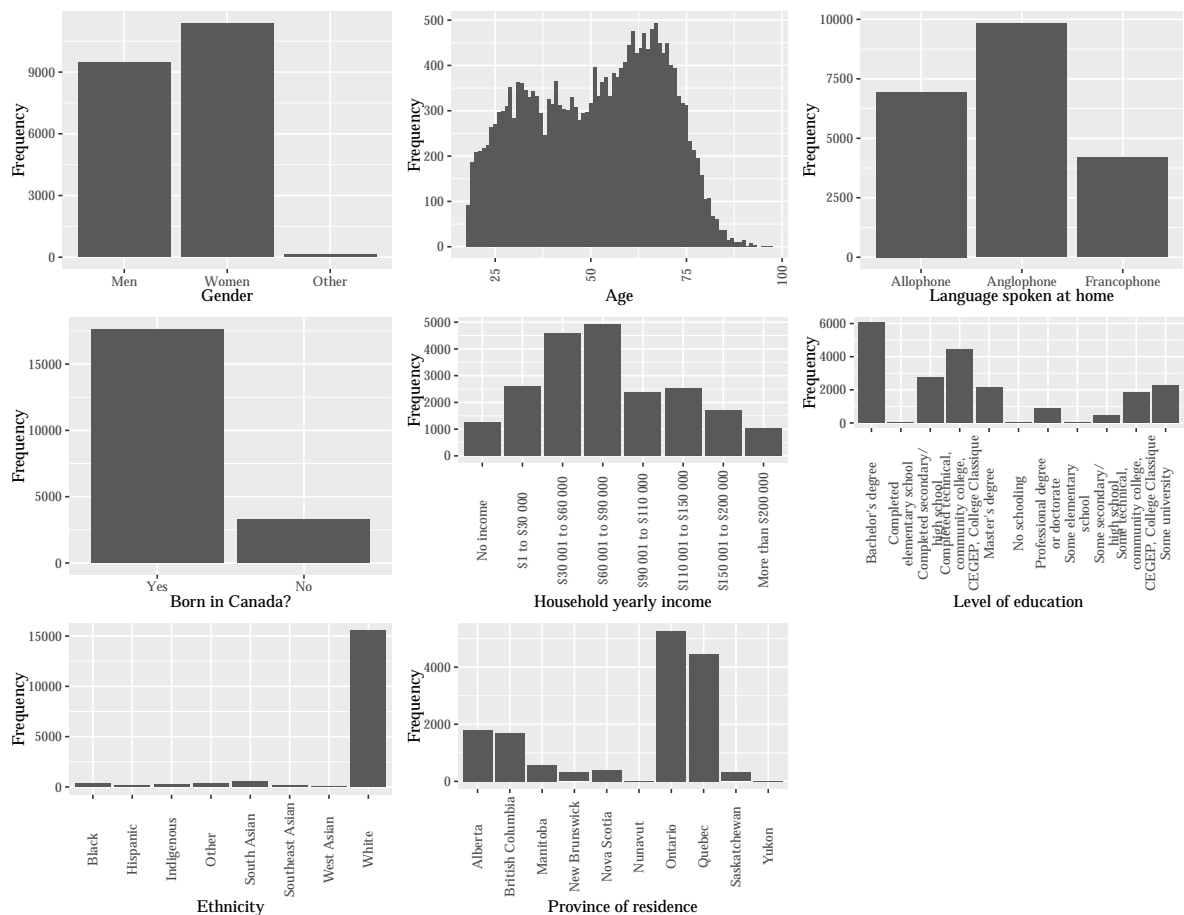 9000
6000
3000
0
Frequency
Men
Women
Other
Gender
500
400
300
200
100
0
Frequency
25
50
75
100
Age
10000
7500
5000
2500
0
Frequency
Allophone
Anglophone
Francophone
Language spoken at home
15000
10000
5000
0
Frequency
Yes
No
Born in Canada?
5000
4000
3000
2000
1000
0
Frequency
No income
$1 to $30 000
$30 001 to $60 000
$60 001 to $90 000
$90 001 to $110 000
$110 001 to $150 000
$150 001 to $200 000
More than $200 000
Household yearly income
6000
4000
2000
0
Frequency
Bachelor's degree
Completed
elementary school
Completed secondary/
high school
Completed technical,
community college,
CEGEP, College Classique
Master's degree
No schooling
Professional degree
or doctorate
Some elementary
school
Some secondary/
high school
Some technical,
community college,
CEGEP, College Classique
Some university
Level of education
15000
10000
5000
0
Frequency
Black
Hispanic
Indigenous
Other
South Asian
Southeast Asian
West Asian
White
Ethnicity
4000
2000
0
Frequency
Alberta
British Columbia
Manitoba
New Brunswick
Nova Scotia
Nunavut
Ontario
Quebec
Saskatchewan
Yukon
Province of residence